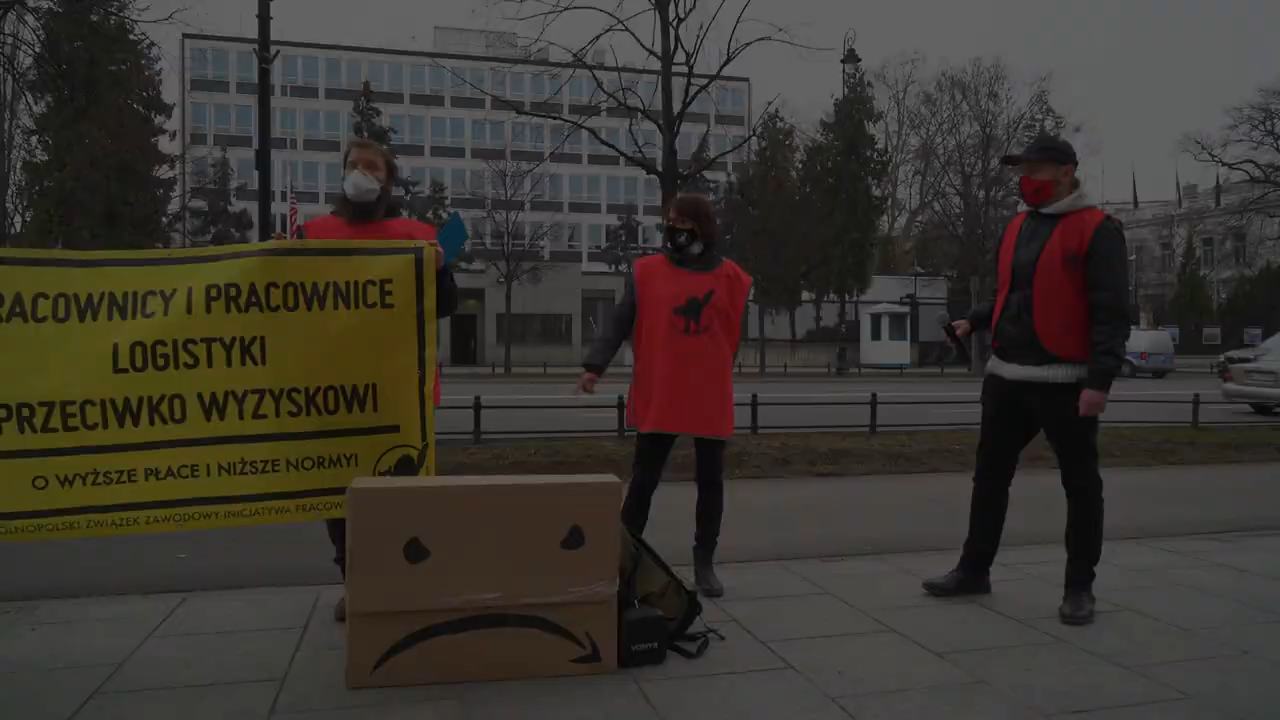 RACOWNICY I PRACOWNICE
LOGISTYKI
PRZECIWKO WYZYSKOWI
O WYŻSZE PŁACE I NIŻSZE NORMY!
OLNOPOLSKI ZWIĄZEK ZAWODOWY INICJATYWA PRACOW